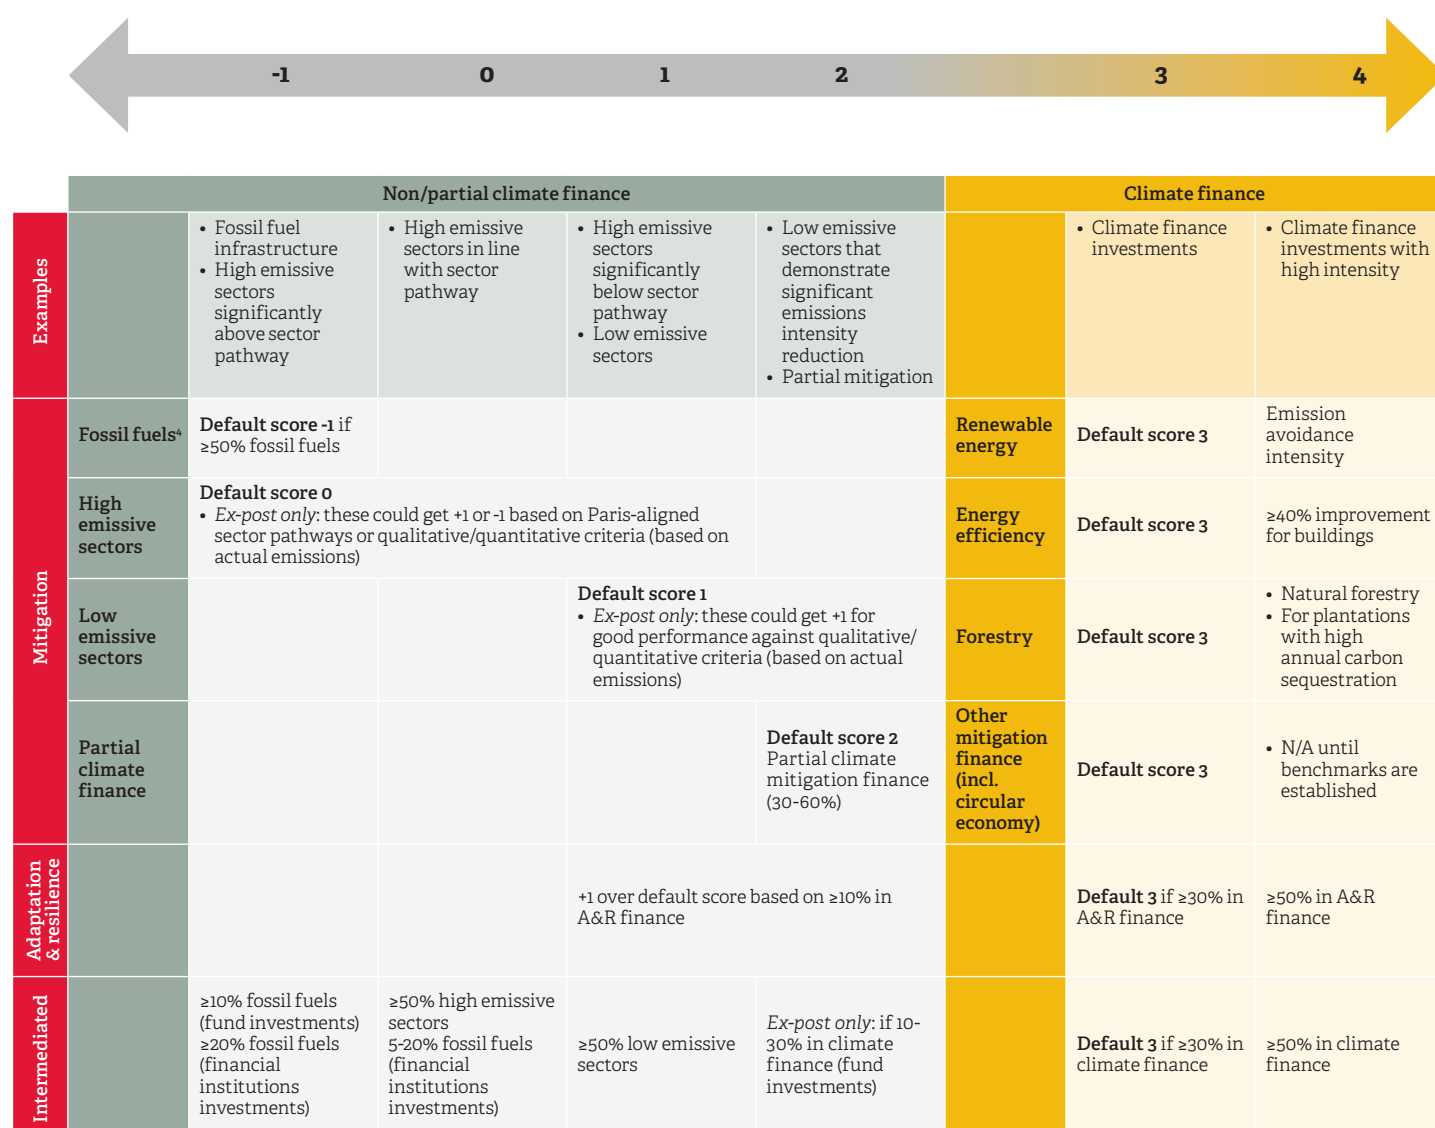 -1 0 1 2 3 4
Non/partial climate finance
Climate finance
Examples
• Fossil fuel
infrastructure
• High emissive
sectors
significantly
above sector
pathway
• High emissive
sectors in line
with sector
pathway
• High emissive
sectors
significantly
below sector
pathway
• Low emissive
sectors
• Low emissive
sectors that
demonstrate
significant
emissions
intensity
reduction
• Partial mitigation
• Climate finance
investments
• Climate finance
investments with
high intensity
Mitigation
Fossil fuels⁴
Default score -1 if
≥50% fossil fuels
Renewable
energy
Default score 3
Emission
avoidance
intensity
High
emissive
sectors
Default score 0
• Ex-post only: these could get +1 or -1 based on Paris-aligned
sector pathways or qualitative/quantitative criteria (based on
actual emissions)
Energy
efficiency
Default score 3
≥40% improvement
for buildings
Low
emissive
sectors
Default score 1
• Ex-post only: these could get +1 for
good performance against qualitative/
quantitative criteria (based on actual
emissions)
Forestry
Default score 3
• Natural forestry
• For plantations
with high
annual carbon
sequestration
Partial
climate
finance
Default score 2
Partial climate
mitigation finance
(30-60%)
Other
mitigation
finance
(incl.
circular
economy)
Default score 3
• N/A until
benchmarks are
established
Adaptation
& resilience
+1 over default score based on ≥10% in
A&R finance
Default 3 if ≥30% in
A&R finance
≥50% in A&R
finance
Intermediated
≥10% fossil fuels
(fund investments)
≥20% fossil fuels
(financial
institutions
investments)
≥50% high emissive
sectors
5-20% fossil fuels
(financial
institutions
investments)
≥50% low emissive
sectors
Ex-post only: if 10-
30% in climate
finance (fund
investments)
Default 3 if ≥30% in
climate finance
≥50% in climate
finance